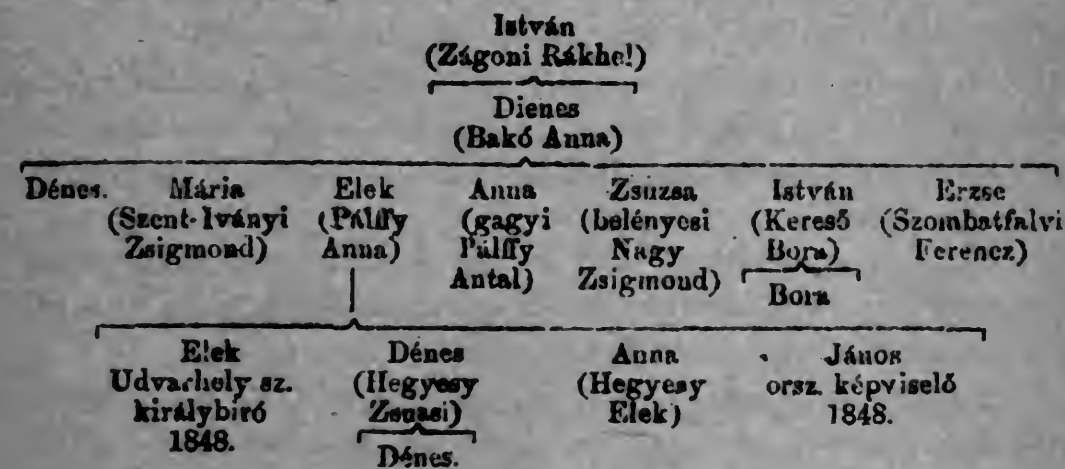 István
(Zágoni Rákhel)
Dienes
(Bakó Anna)
Dénes. Mária Elek Anna Zsuzsa István Erzse
(Szent-Iványi (Pálffy (gagyi (belényesi (Kereső (Szombatfalvi
Zsigmond) Anna) Pálffy Nagy Bora) Ferencz)
Antal) Zsigmond) Bora
Elek Dénes Anna János
Udvarhely sz. (Hegyesy (Hegyesy orsz. képviselő
királybiró Zsuzsi) Elek) 1848.
1848. Dénes.